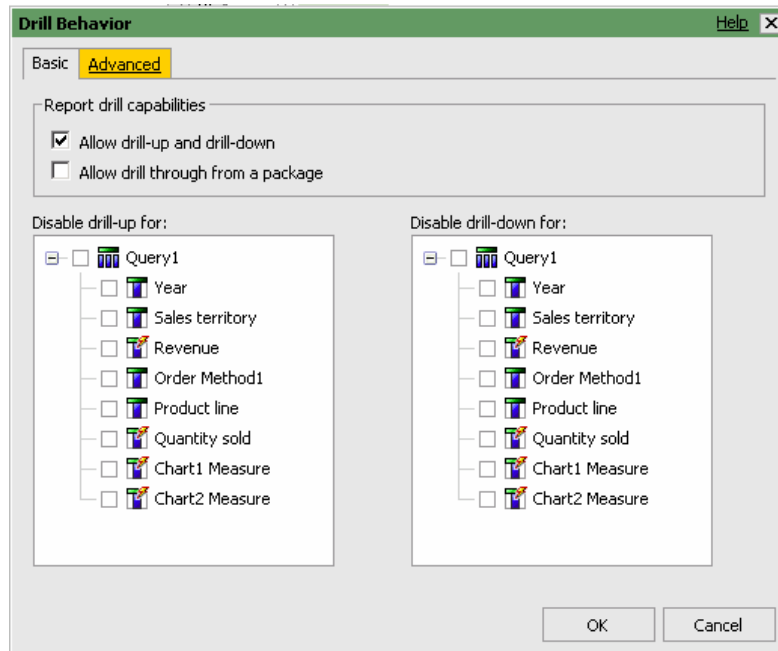 Drill Behavior Help
Basic Advanced
Report drill capabilities
Allow drill-up and drill-down
Allow drill through from a package
Disable drill-up for:
Query1
Year
Sales territory
Revenue
Order Method1
Product line
Quantity sold
Chart1 Measure
Chart2 Measure
Disable drill-down for:
Query1
Year
Sales territory
Revenue
Order Method1
Product line
Quantity sold
Chart1 Measure
Chart2 Measure
OK Cancel